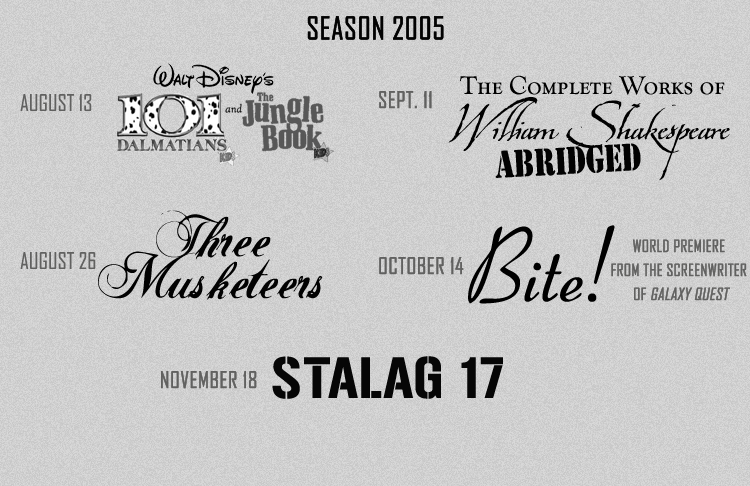 SEASON 2005
AUGUST 13
WALT DISNEY'S
101
DALMATIANS
and
The
Jungle
Book
SEPT. 11
THE COMPLETE WORKS OF
William Shakespeare
ABRIDGED
AUGUST 26
Three
Musketeers
OCTOBER 14
Bite!
WORLD PREMIERE
FROM THE SCREENWRITER
OF GALAXY QUEST
NOVEMBER 18
STALAG 17